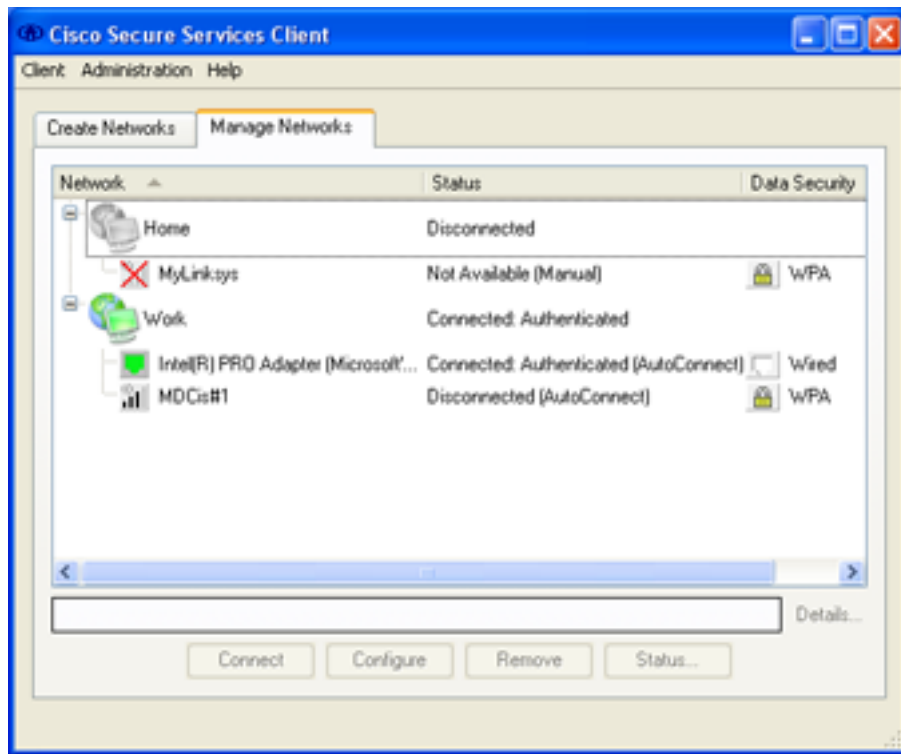 Cisco Secure Services Client
Client Administration Help
Create Networks Manage Networks
Network Status Data Security
Home Disconnected
MyLinksys Not Available (Manual) WPA
Work Connected: Authenticated
Intel(R) PRO Adapter (Microsoft'... Connected: Authenticated (AutoConnect) Wired
MDCis#1 Disconnected (AutoConnect) WPA
Details...
Connect Configure Remove Status...